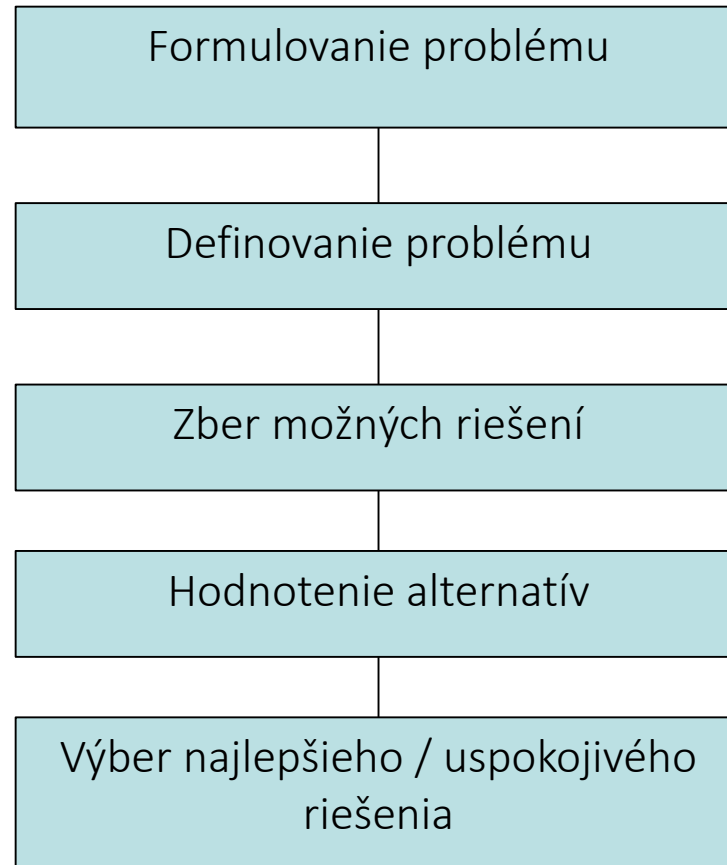 Formulovanie problému
Definovanie problému
Zber možných riešení
Hodnotenie alternatív
Výber najlepšieho / uspokojivého
riešenia